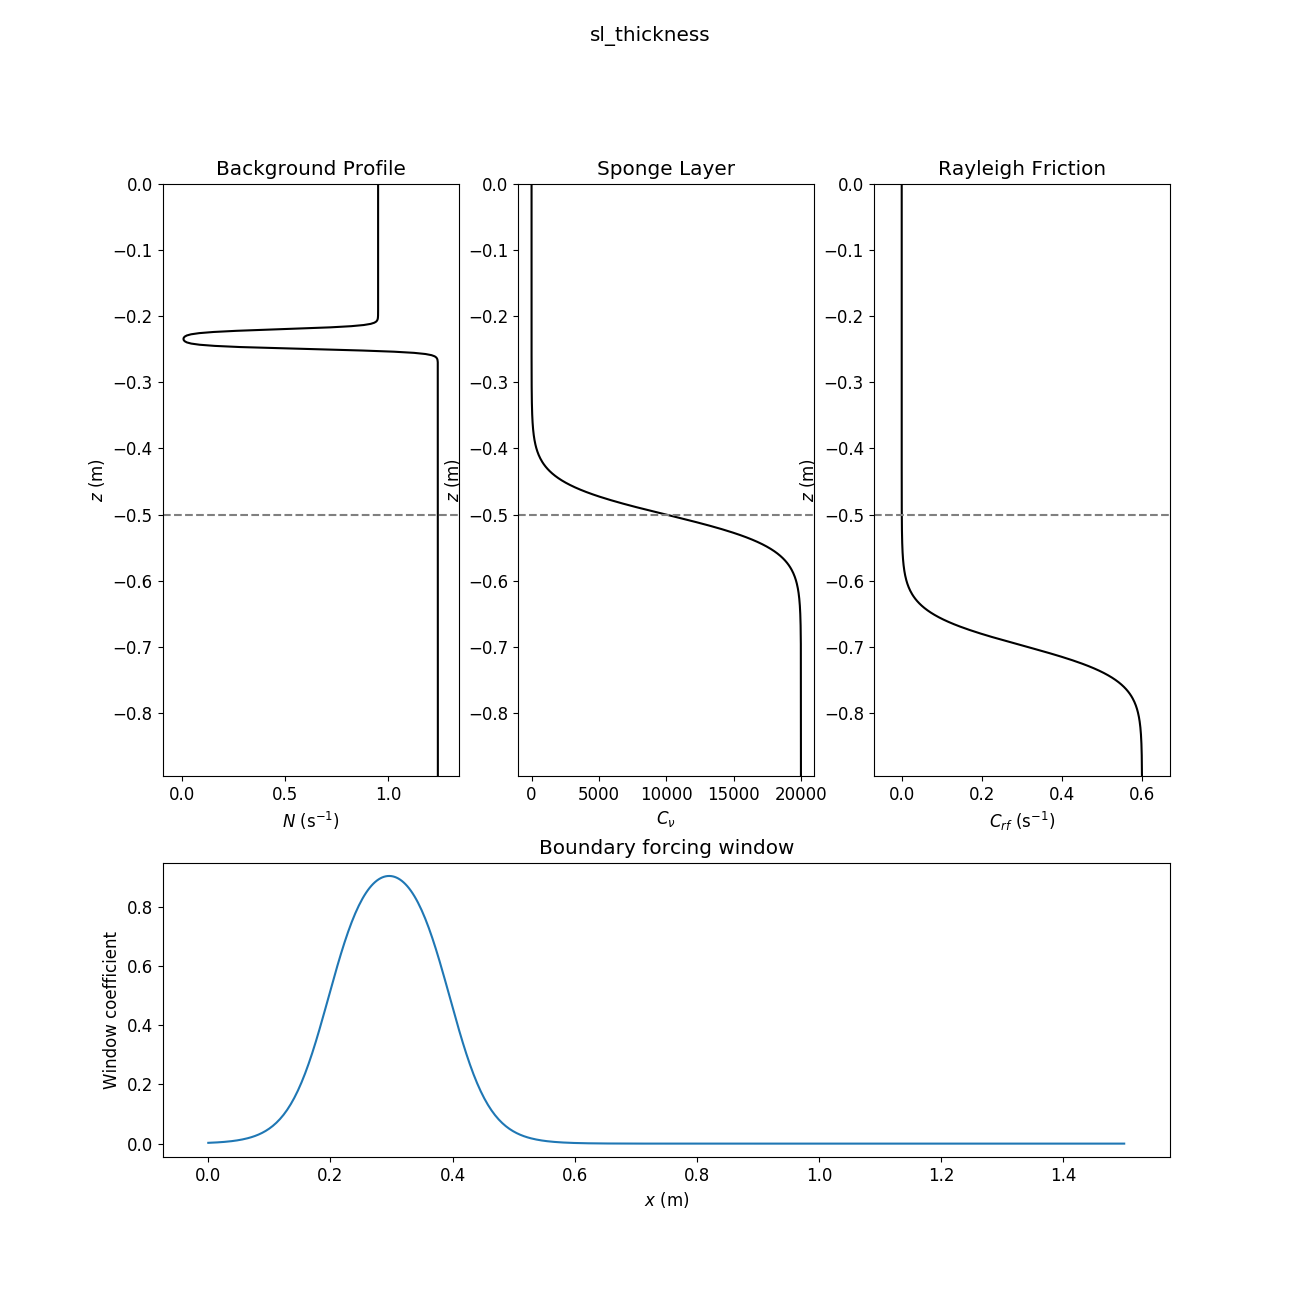 sl_thickness
Background Profile
0.0
−0.1
−0.2
−0.3
−0.4
−0.5
−0.6
−0.7
−0.8
z (m)
0.0 0.5 1.0
N (s⁻¹)
Sponge Layer
0.0
−0.1
−0.2
−0.3
−0.4
−0.5
−0.6
−0.7
−0.8
z (m)
0 5000 10000 15000 20000
C_ν
Rayleigh Friction
0.0
−0.1
−0.2
−0.3
−0.4
−0.5
−0.6
−0.7
−0.8
z (m)
0.0 0.2 0.4 0.6
C_rf (s⁻¹)
Boundary forcing window
0.8
0.6
0.4
0.2
0.0
Window coefficient
0.0 0.2 0.4 0.6 0.8 1.0 1.2 1.4
x (m)